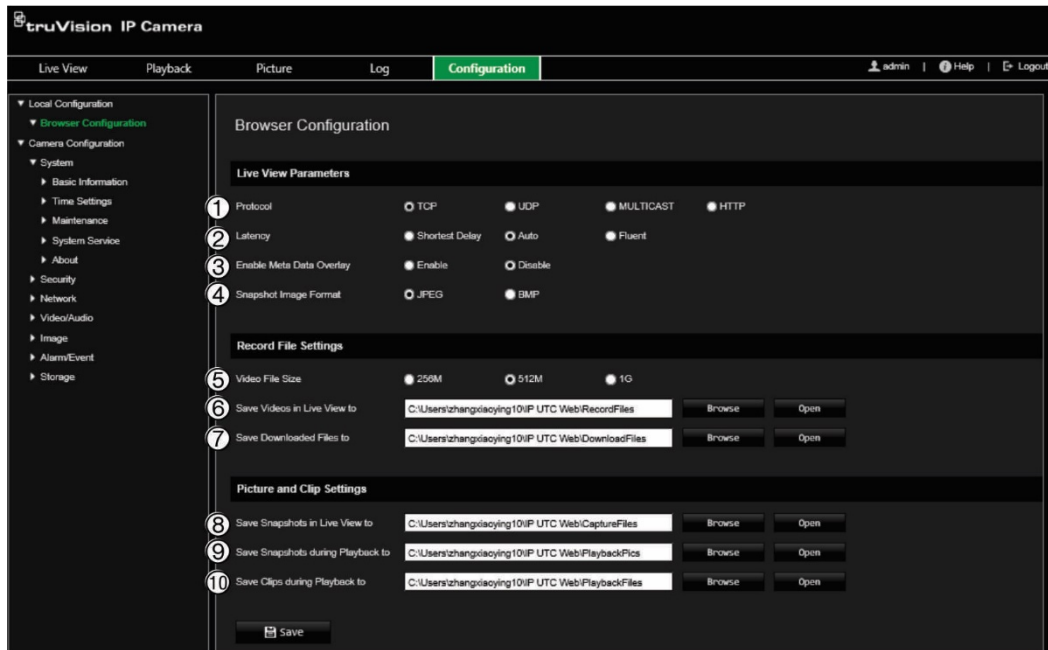 truVision IP Camera
Live View Playback Picture Log Configuration admin | Help | Logout
Local Configuration
Browser Configuration
Camera Configuration
System
Basic Information
Time Settings
Maintenance
System Service
About
Security
Network
Video/Audio
Image
Alarm/Event
Storage
Browser Configuration
Live View Parameters
1 Protocol TCP UDP MULTICAST HTTP
2 Latency Shortest Delay Auto Fluent
3 Enable Meta Data Overlay Enable Disable
4 Snapshot Image Format JPEG BMP
Record File Settings
5 Video File Size 256M 512M 1G
6 Save Videos in Live View to C:\Users\zhangxiaoying10\IP UTC Web\RecordFiles Browse Open
7 Save Downloaded Files to C:\Users\zhangxiaoying10\IP UTC Web\DownloadFiles Browse Open
Picture and Clip Settings
8 Save Snapshots in Live View to C:\Users\zhangxiaoying10\IP UTC Web\CaptureFiles Browse Open
9 Save Snapshots during Playback to C:\Users\zhangxiaoying10\IP UTC Web\PlaybackPics Browse Open
10 Save Clips during Playback to C:\Users\zhangxiaoying10\IP UTC Web\PlaybackFiles Browse Open
Save